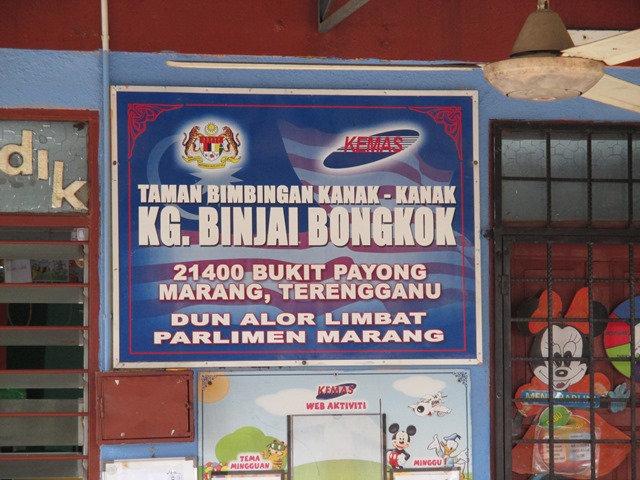 dik
KEMAS
TAMAN BIMBINGAN KANAK - KANAK
KG. BINJAI BONGKOK
21400 BUKIT PAYONG
MARANG, TERENGGANU
DUN ALOR LIMBAT
PARLIMEN MARANG
KEMAS
WEB AKTIVITI
TEMA
MINGGUAN
MINGGU